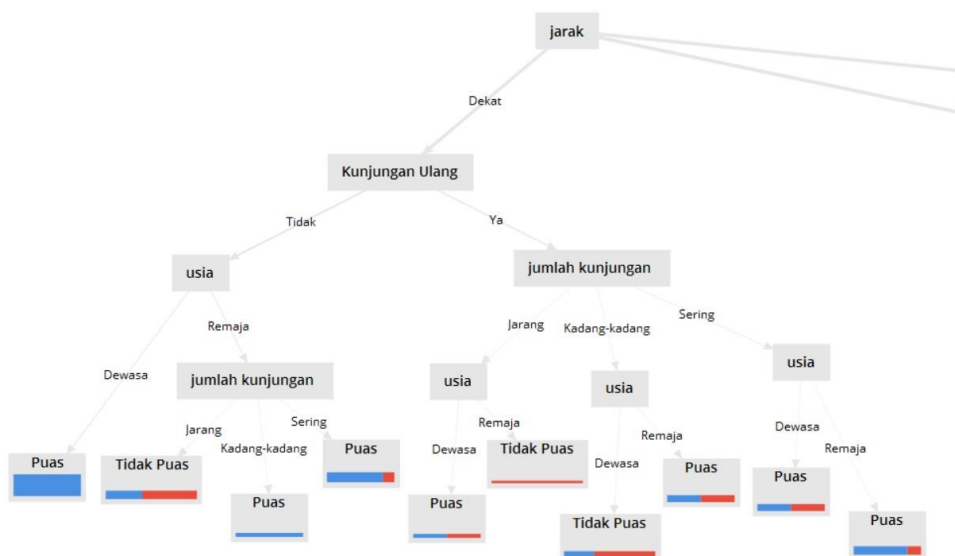 jarak
Dekat
Kunjungan Ulang
Tidak
Ya
usia
jumlah kunjungan
Remaja
Jarang
Kadang-kadang
Sering
Dewasa
jumlah kunjungan
usia
usia
usia
Jarang
Kadang-kadang
Sering
Dewasa
Remaja
Dewasa
Remaja
Dewasa
Remaja
Puas
Tidak Puas
Puas
Puas
Puas
Tidak Puas
Tidak Puas
Puas
Puas
Puas